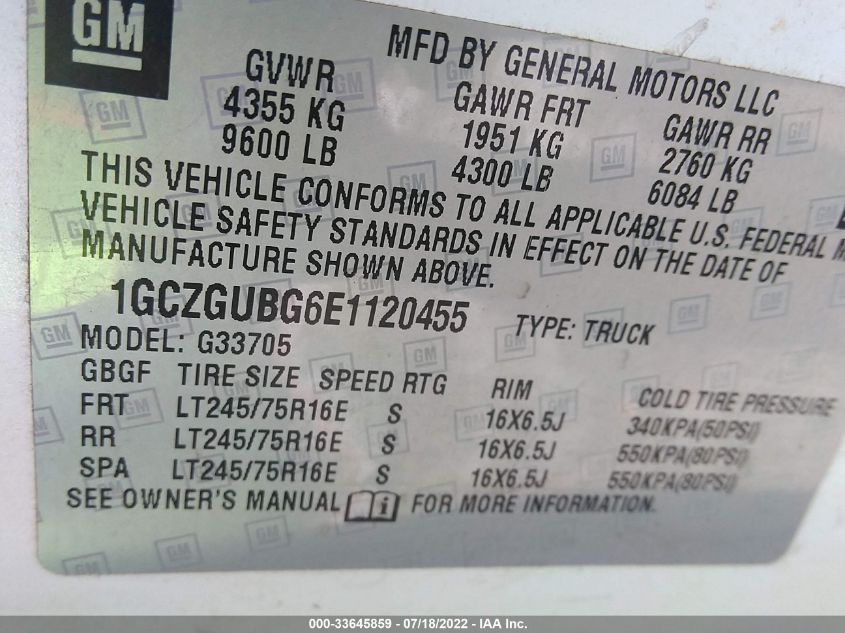 GM
MFD BY GENERAL MOTORS LLC
GVWR GAWR FRT GAWR RR
4355 KG 1951 KG 2760 KG
9600 LB 4300 LB 6084 LB
THIS VEHICLE CONFORMS TO ALL APPLICABLE U.S. FEDERAL M
VEHICLE SAFETY STANDARDS IN EFFECT ON THE DATE OF
MANUFACTURE SHOWN ABOVE.
1GCZGUBG6E1120455 TYPE: TRUCK
MODEL: G33705
GBGF TIRE SIZE SPEED RTG RIM COLD TIRE PRESSURE
FRT LT245/75R16E S 16X6.5J 340KPA(50PSI)
RR LT245/75R16E S 16X6.5J 550KPA(80PSI)
SPA LT245/75R16E S 16X6.5J 550KPA(80PSI)
SEE OWNER'S MANUAL i FOR MORE INFORMATION.
000-33645859 - 07/18/2022 - IAA Inc.